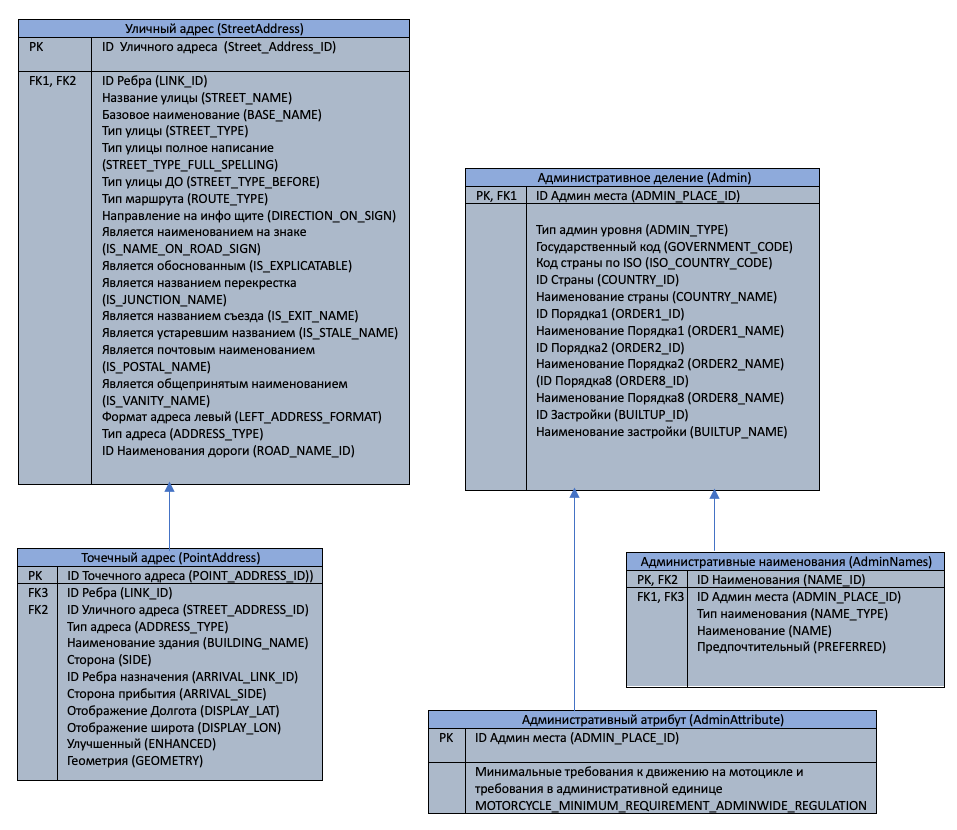 Уличный адрес (StreetAddress)
PK ID Уличного адреса (Street_Address_ID)
FK1, FK2 ID Ребра (LINK_ID)
Название улицы (STREET_NAME)
Базовое наименование (BASE_NAME)
Тип улицы (STREET_TYPE)
Тип улицы полное написание
(STREET_TYPE_FULL_SPELLING)
Тип улицы ДО (STREET_TYPE_BEFORE)
Тип маршрута (ROUTE_TYPE)
Направление на инфо щите (DIRECTION_ON_SIGN)
Является наименованием на знаке
(IS_NAME_ON_ROAD_SIGN)
Является обоснованным (IS_EXPLICATABLE)
Является названием перекрестка
(IS_JUNCTION_NAME)
Является названием съезда (IS_EXIT_NAME)
Является устаревшим названием (IS_STALE_NAME)
Является почтовым наименованием
(IS_POSTAL_NAME)
Является общепринятым наименованием
(IS_VANITY_NAME)
Формат адреса левый (LEFT_ADDRESS_FORMAT)
Тип адреса (ADDRESS_TYPE)
ID Наименования дороги (ROAD_NAME_ID)
Административное деление (Admin)
PK, FK1 ID Админ места (ADMIN_PLACE_ID)
Тип админ уровня (ADMIN_TYPE)
Государственный код (GOVERNMENT_CODE)
Код страны по ISO (ISO_COUNTRY_CODE)
ID Страны (COUNTRY_ID)
Наименование страны (COUNTRY_NAME)
ID Порядка1 (ORDER1_ID)
Наименование Порядка1 (ORDER1_NAME)
ID Порядка2 (ORDER2_ID)
Наименование Порядка2 (ORDER2_NAME)
(ID Порядка8 (ORDER8_ID)
Наименование Порядка8 (ORDER8_NAME)
ID Застройки (BUILTUP_ID)
Наименование застройки (BUILTUP_NAME)
Точечный адрес (PointAddress)
PK ID Точечного адреса (POINT_ADDRESS_ID))
FK3 ID Ребра (LINK_ID)
FK2 ID Уличного адреса (STREET_ADDRESS_ID)
Тип адреса (ADDRESS_TYPE)
Наименование здания (BUILDING_NAME)
Сторона (SIDE)
ID Ребра назначения (ARRIVAL_LINK_ID)
Сторона прибытия (ARRIVAL_SIDE)
Отображение Долгота (DISPLAY_LAT)
Отображение широта (DISPLAY_LON)
Улучшенный (ENHANCED)
Геометрия (GEOMETRY)
Административные наименования (AdminNames)
PK, FK2 ID Наименования (NAME_ID)
FK1, FK3 ID Админ места (ADMIN_PLACE_ID)
Тип наименования (NAME_TYPE)
Наименование (NAME)
Предпочтительный (PREFERRED)
Административный атрибут (AdminAttribute)
PK ID Админ места (ADMIN_PLACE_ID)
Минимальные требования к движению на мотоцикле и
требования в административной единице
MOTORCYCLE_MINIMUM_REQUIREMENT_ADMINWIDE_REGULATION